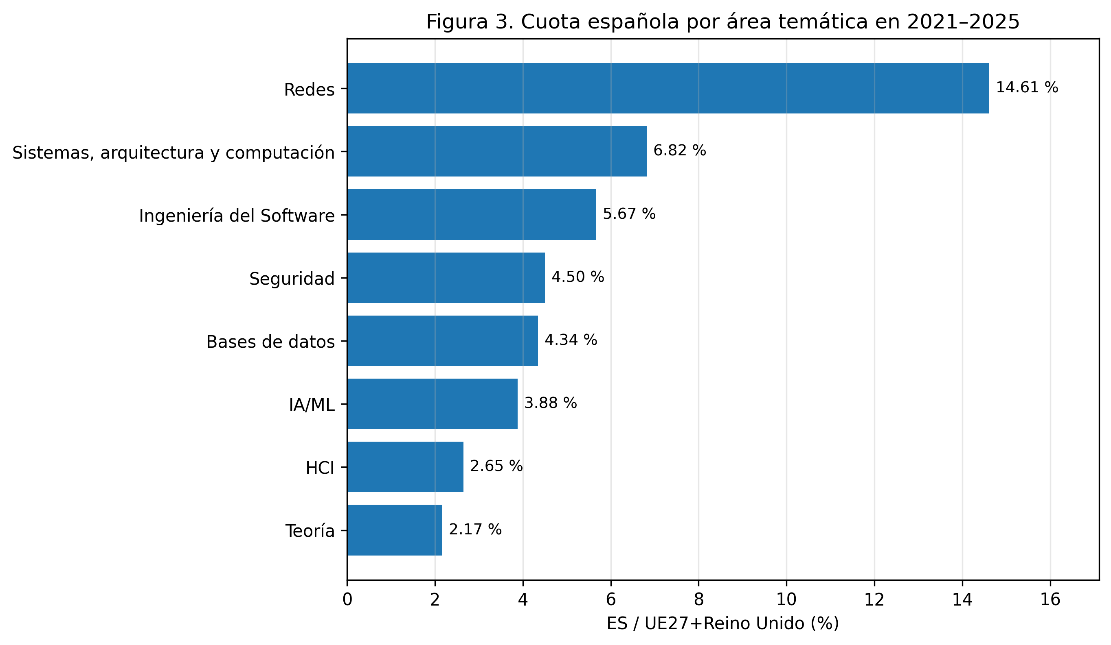 Figura 3. Cuota española por área temática en 2021–2025
Redes
14.61 %
Sistemas, arquitectura y computación
6.82 %
Ingeniería del Software
5.67 %
Seguridad
4.50 %
Bases de datos
4.34 %
IA/ML
3.88 %
HCI
2.65 %
Teoría
2.17 %
0 2 4 6 8 10 12 14 16
ES / UE27+Reino Unido (%)